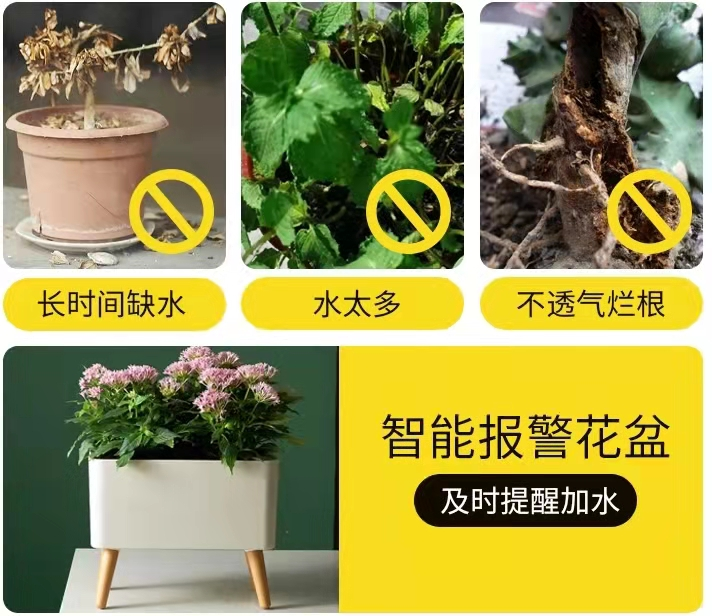 长时间缺水
水太多
不透气烂根
智能报警花盆
及时提醒加水